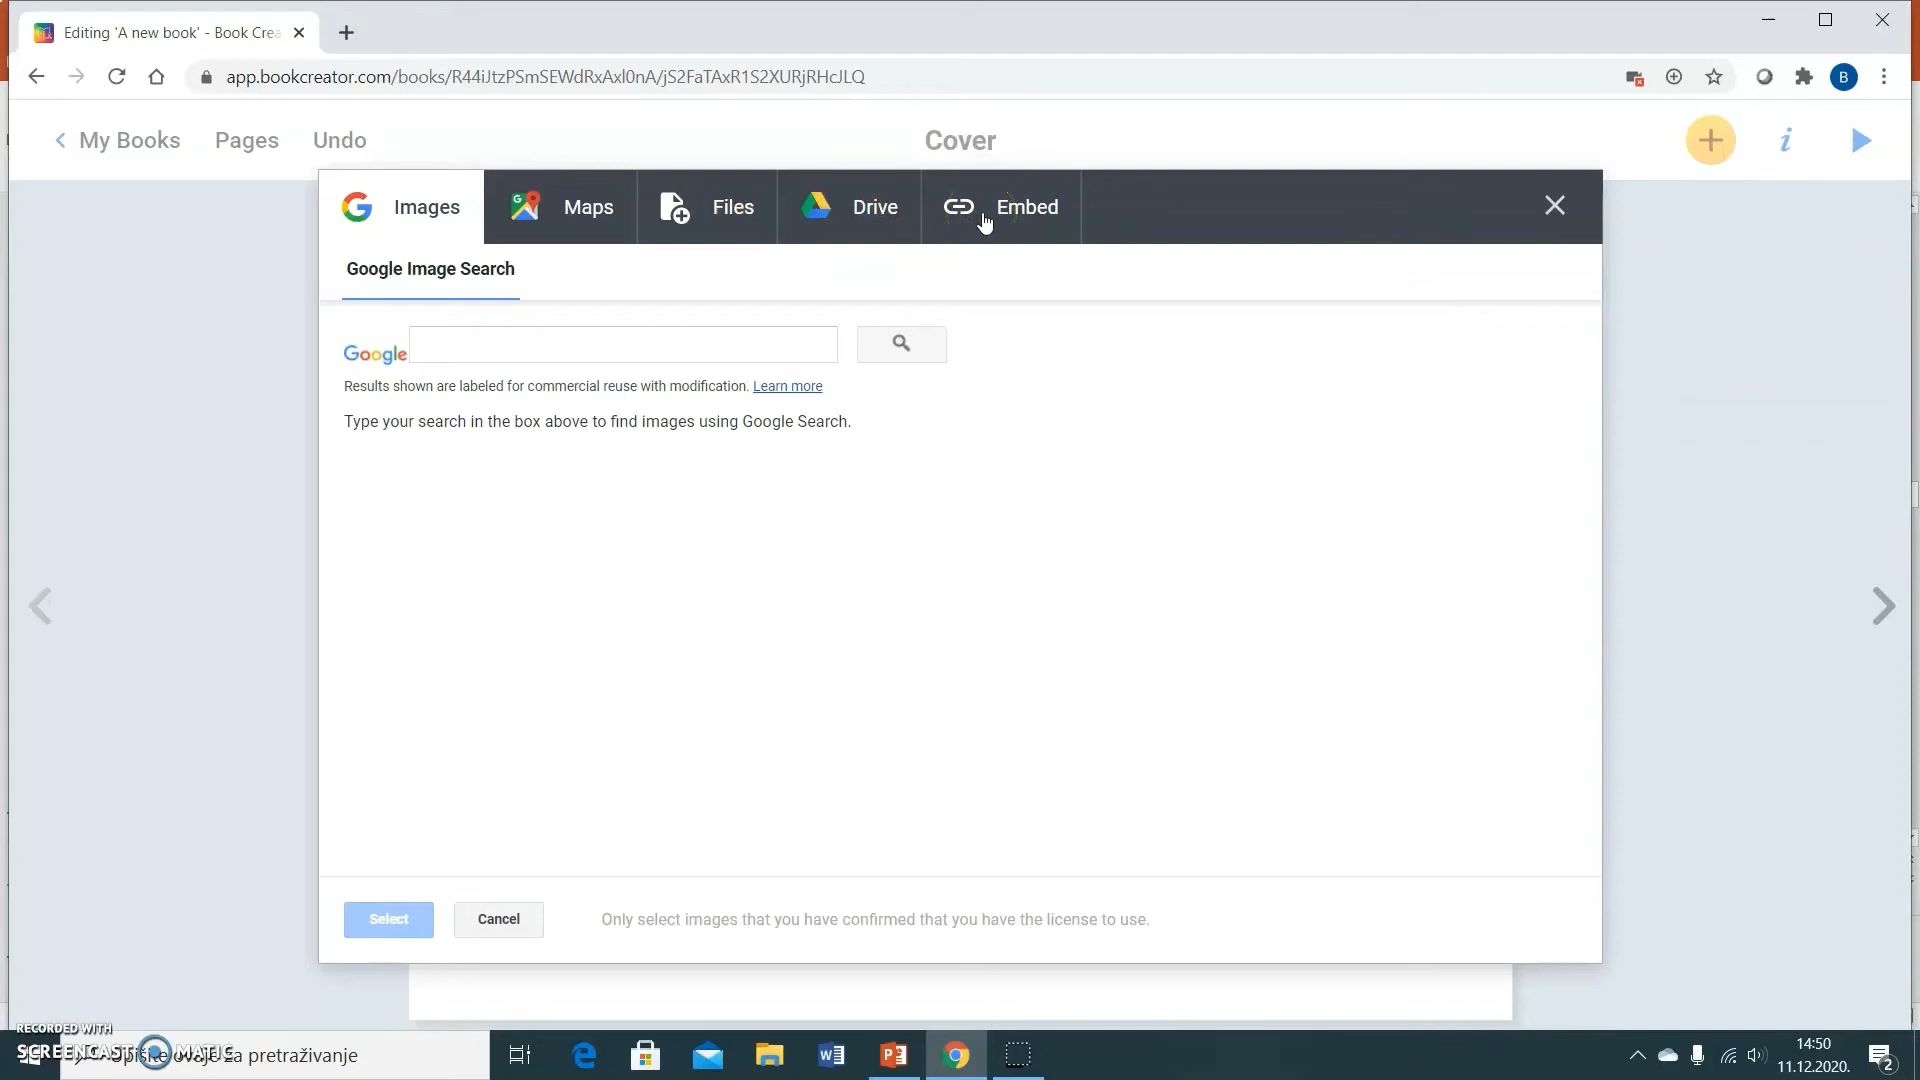 Editing 'A new book' - Book Crea
app.bookcreator.com/books/R44iJtzPSmSEWdRxAxl0nA/jS2FaTAxR1S2XURjRHcJLQ
B
My Books Pages Undo Cover
Images Maps Files Drive Embed
Google Image Search
Google
Results shown are labeled for commercial reuse with modification. Learn more
Type your search in the box above to find images using Google Search.
Select Cancel Only select images that you have confirmed that you have the license to use.
RECORDED WITH
SCREENCAST MATIC
za pretraživanje
14:50
11.12.2020.
2